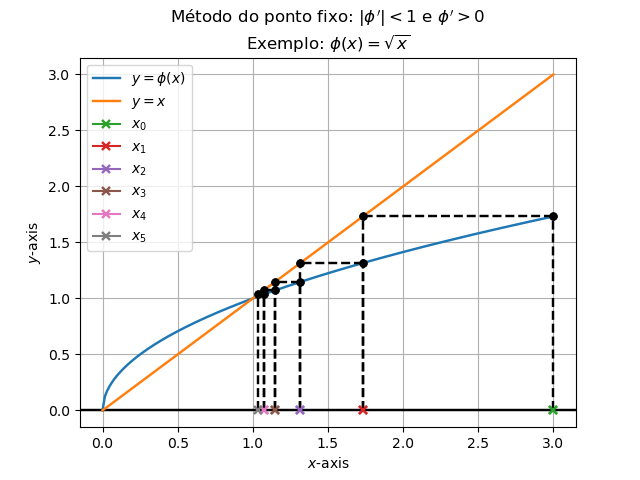 Método do ponto fixo: |ϕ′| < 1 e ϕ′ > 0
Exemplo: ϕ(x) = √x
y = ϕ(x)
y = x
x₀
x₁
x₂
x₃
x₄
x₅
3.0
2.5
2.0
1.5
1.0
0.5
0.0
y-axis
0.0 0.5 1.0 1.5 2.0 2.5 3.0
x-axis